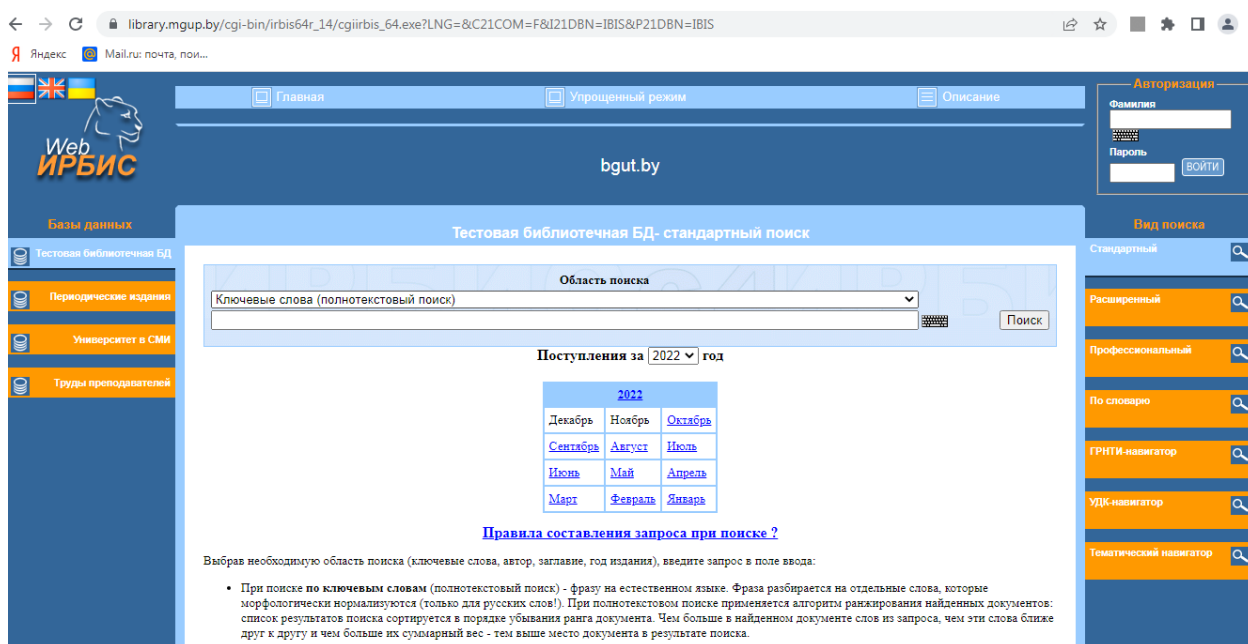 library.mgup.by/cgi-bin/irbis64r_14/cgiirbis_64.exe?LNG=&C21COM=F&I21DBN=IBIS&P21DBN=IBIS
Яндекс Mail.ru: почта, пои...
Web
ИРБИС
Главная Упрощенный режим Описание
bgut.by
Авторизация
Фамилия
Пароль
ВОЙТИ
Базы данных
Тестовая библиотечная БД
Периодические издания
Университет в СМИ
Труды преподавателей
Тестовая библиотечная БД- стандартный поиск
Область поиска
Ключевые слова (полнотекстовый поиск)
Поиск
Поступления за 2022 год
2022
Декабрь Ноябрь Октябрь
Сентябрь Август Июль
Июнь Май Апрель
Март Февраль Январь
Правила составления запроса при поиске ?
Выбрав необходимую область поиска (ключевые слова, автор, заглавие, год издания), введите запрос в поле ввода:
• При поиске по ключевым словам (полнотекстовый поиск) - фразу на естественном языке. Фраза разбирается на отдельные слова, которые
морфологически нормализуются (только для русских слов!). При полнотекстовом поиске применяется алгоритм ранжирования найденных документов:
список результатов поиска сортируется в порядке убывания ранга документа. Чем больше в найденном документе слов из запроса, чем эти слова ближе
друг к другу и чем больше их суммарный вес - тем выше место документа в результате поиска.
Вид поиска
Стандартный
Расширенный
Профессиональный
По словарю
ГРНТИ-навигатор
УДК-навигатор
Тематический навигатор